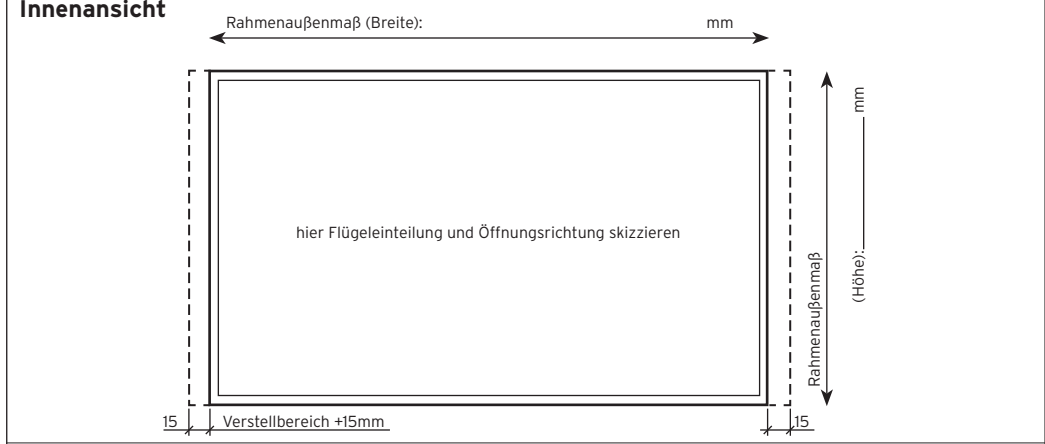 Innenansicht
Rahmenaußenmaß (Breite): mm
hier Flügeleinteilung und Öffnungsrichtung skizzieren
Rahmenaußenmaß
(Höhe): mm
15 Verstellbereich +15mm 15